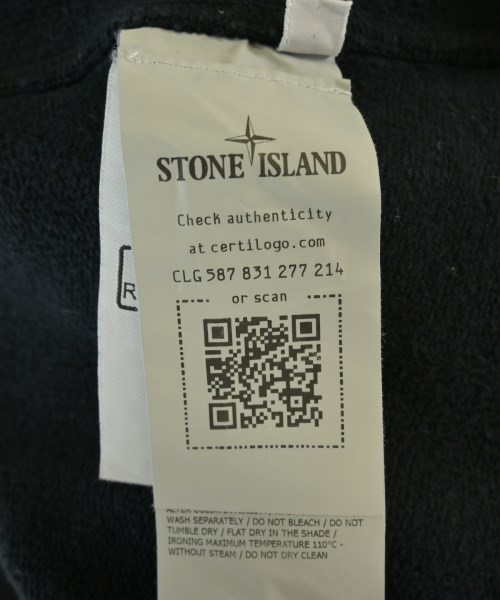 STONE ISLAND
Check authenticity
at certilogo.com
CLG 587 831 277 214
or scan
R
WASH SEPARATELY / DO NOT BLEACH / DO NOT
TUMBLE DRY / FLAT DRY IN THE SHADE /
IRONING MAXIMUM TEMPERATURE 110°C -
WITHOUT STEAM / DO NOT DRY CLEAN